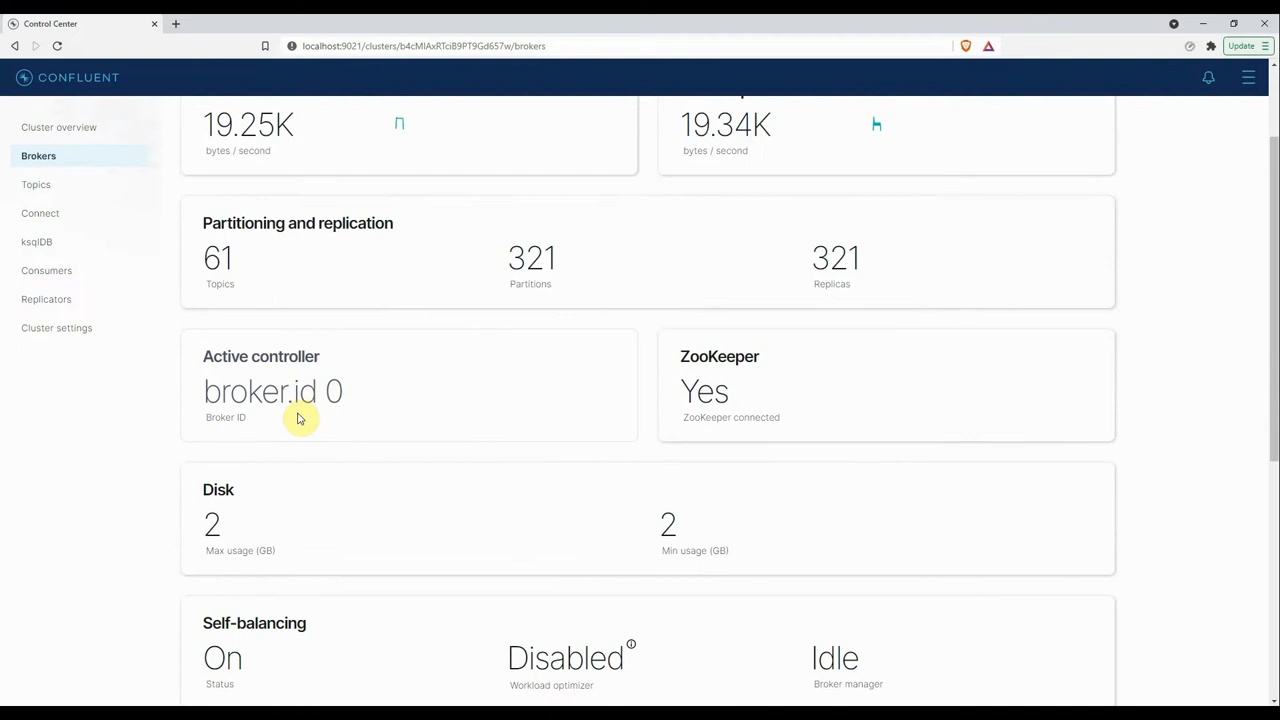 Control Center
localhost:9021/clusters/b4cMIAxRTciB9PT9Gd657w/brokers
Update
CONFLUENT
Cluster overview
Brokers
Topics
Connect
ksqlDB
Consumers
Replicators
Cluster settings
19.25K
bytes / second
19.34K
bytes / second
Partitioning and replication
61
Topics
321
Partitions
321
Replicas
Active controller
broker.id 0
Broker ID
ZooKeeper
Yes
ZooKeeper connected
Disk
2
Max usage (GB)
2
Min usage (GB)
Self-balancing
On
Status
Disabled
Workload optimizer
Idle
Broker manager